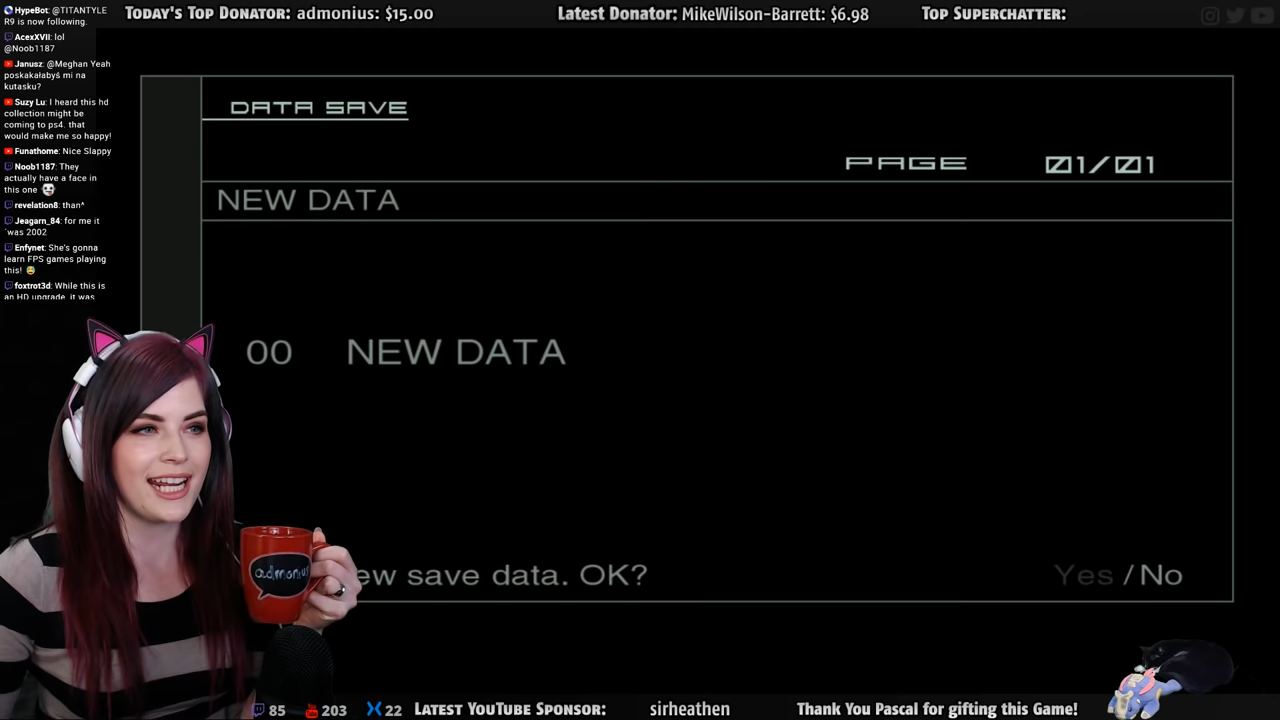 TODAY'S TOP DONATOR: admonius: $15.00
Latest Donator: MikeWilson-Barrett: $6.98
TOP SUPERCHATTER:
HypeBot: @TITANTYLE
R9 is now following.
AcexXVII: lol
@Noob1187
Janusz: @Meghan Yeah
poskakałabyś mi na
kutasku?
Suzy Lu: I heard this hd
collection might be
coming to ps4. that
would make me so happy!
Funathome: Nice Slappy
Noob1187: They
actually have a face in
this one
revelation8: than^
Jeagarn_84: for me it
´was 2002
Enfynet: She's gonna
learn FPS games playing
this!
foxtrot3d: While this is
an HD upgrade, it was
DATA SAVE
PAGE 01/01
NEW DATA
00 NEW DATA
ew save data. OK?
Yes / No
admonius
85
203
22
LATEST YOUTUBE SPONSOR: sirheathen
Thank You Pascal for gifting this Game!